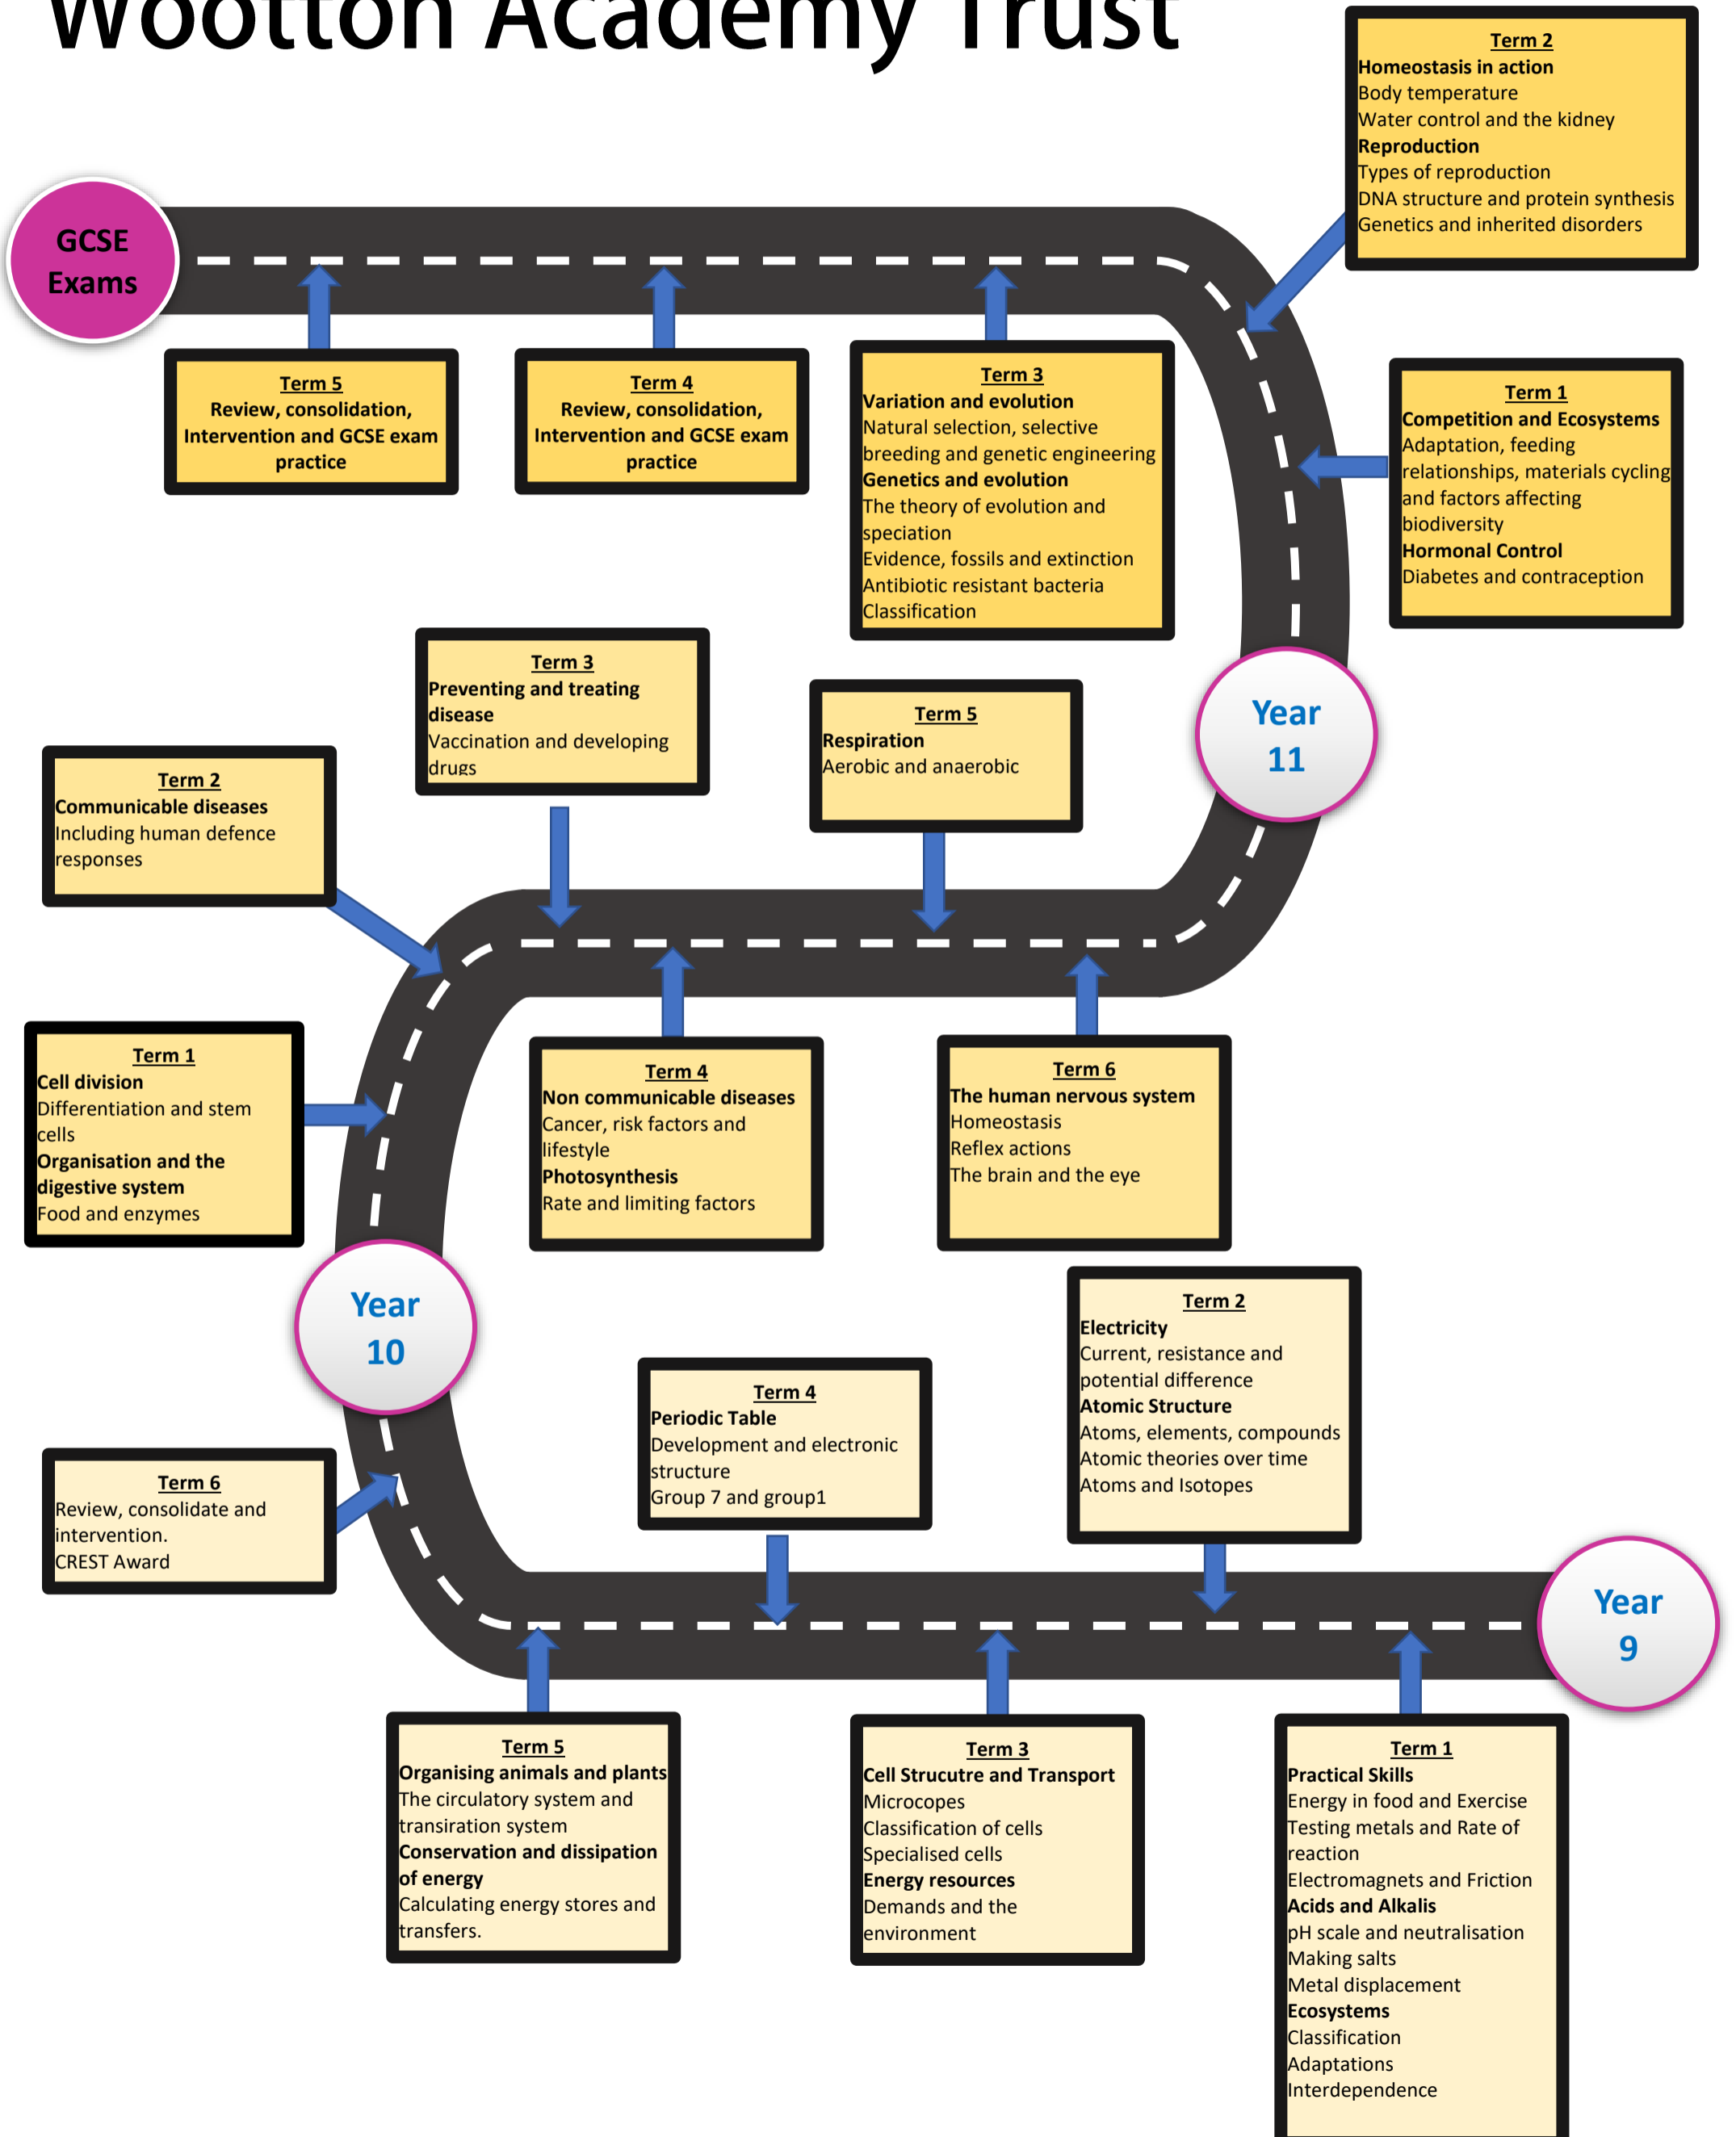 Wootton Academy Trust
Term 2
Homeostasis in action
Body temperature
Water control and the kidney
Reproduction
Types of reproduction
DNA structure and protein synthesis
Genetics and inherited disorders
GCSE
Exams
Term 5
Review, consolidation,
Intervention and GCSE exam
practice
Term 4
Review, consolidation,
Intervention and GCSE exam
practice
Term 3
Variation and evolution
Natural selection, selective
breeding and genetic engineering
Genetics and evolution
The theory of evolution and
speciation
Evidence, fossils and extinction
Antibiotic resistant bacteria
Classification
Term 1
Competition and Ecosystems
Adaptation, feeding
relationships, materials cycling
and factors affecting
biodiversity
Hormonal Control
Diabetes and contraception
Year
11
Term 3
Preventing and treating
disease
Vaccination and developing
drugs
Term 5
Respiration
Aerobic and anaerobic
Term 2
Communicable diseases
Including human defence
responses
Term 1
Cell division
Differentiation and stem
cells
Organisation and the
digestive system
Food and enzymes
Term 4
Non communicable diseases
Cancer, risk factors and
lifestyle
Photosynthesis
Rate and limiting factors
Term 6
The human nervous system
Homeostasis
Reflex actions
The brain and the eye
Year
10
Term 2
Electricity
Current, resistance and
potential difference
Atomic Structure
Atoms, elements, compounds
Atomic theories over time
Atoms and Isotopes
Term 4
Periodic Table
Development and electronic
structure
Group 7 and group1
Term 6
Review, consolidate and
intervention.
CREST Award
Year
9
Term 5
Organising animals and plants
The circulatory system and
transiration system
Conservation and dissipation
of energy
Calculating energy stores and
transfers.
Term 3
Cell Strucutre and Transport
Microcopes
Classification of cells
Specialised cells
Energy resources
Demands and the
environment
Term 1
Practical Skills
Energy in food and Exercise
Testing metals and Rate of
reaction
Electromagnets and Friction
Acids and Alkalis
pH scale and neutralisation
Making salts
Metal displacement
Ecosystems
Classification
Adaptations
Interdependence